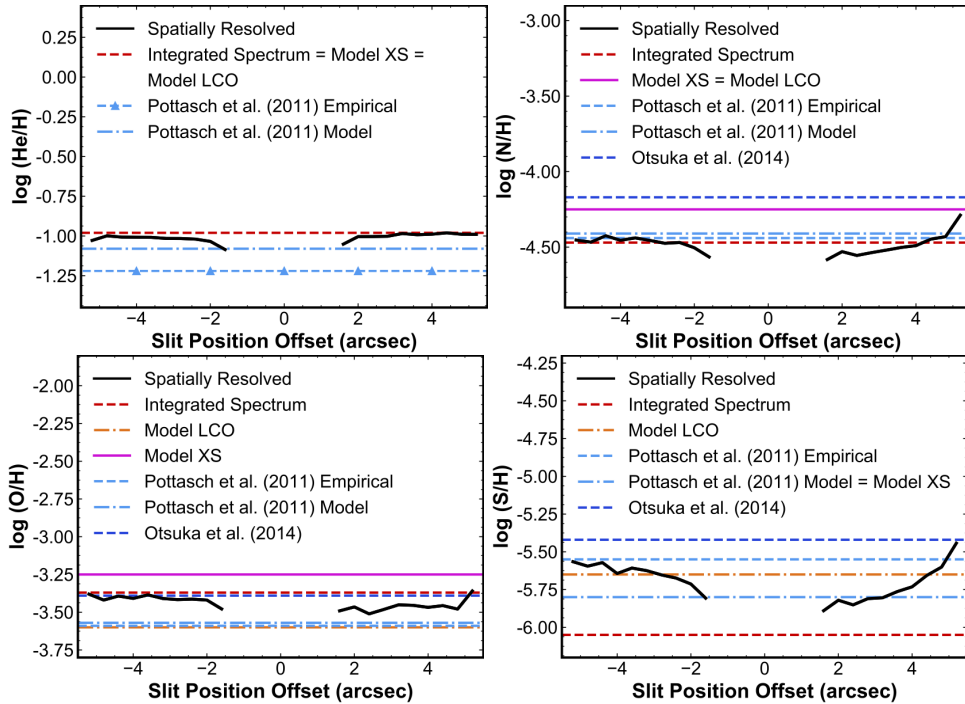 log (He/H)
0.25
0.00
-0.25
-0.50
-0.75
-1.00
-1.25
Spatially Resolved
Integrated Spectrum = Model XS =
Model LCO
Pottasch et al. (2011) Empirical
Pottasch et al. (2011) Model
−4 −2 0 2 4
Slit Position Offset (arcsec)
log (N/H)
-3.00
-3.50
-4.00
-4.50
Spatially Resolved
Integrated Spectrum
Model XS = Model LCO
Pottasch et al. (2011) Empirical
Pottasch et al. (2011) Model
Otsuka et al. (2014)
−4 −2 0 2 4
Slit Position Offset (arcsec)
log (O/H)
-2.00
-2.25
-2.50
-2.75
-3.00
-3.25
-3.50
-3.75
Spatially Resolved
Integrated Spectrum
Model LCO
Model XS
Pottasch et al. (2011) Empirical
Pottasch et al. (2011) Model
Otsuka et al. (2014)
−4 −2 0 2 4
Slit Position Offset (arcsec)
log (S/H)
-4.25
-4.50
-4.75
-5.00
-5.25
-5.50
-5.75
-6.00
Spatially Resolved
Integrated Spectrum
Model LCO
Pottasch et al. (2011) Empirical
Pottasch et al. (2011) Model = Model XS
Otsuka et al. (2014)
−4 −2 0 2 4
Slit Position Offset (arcsec)